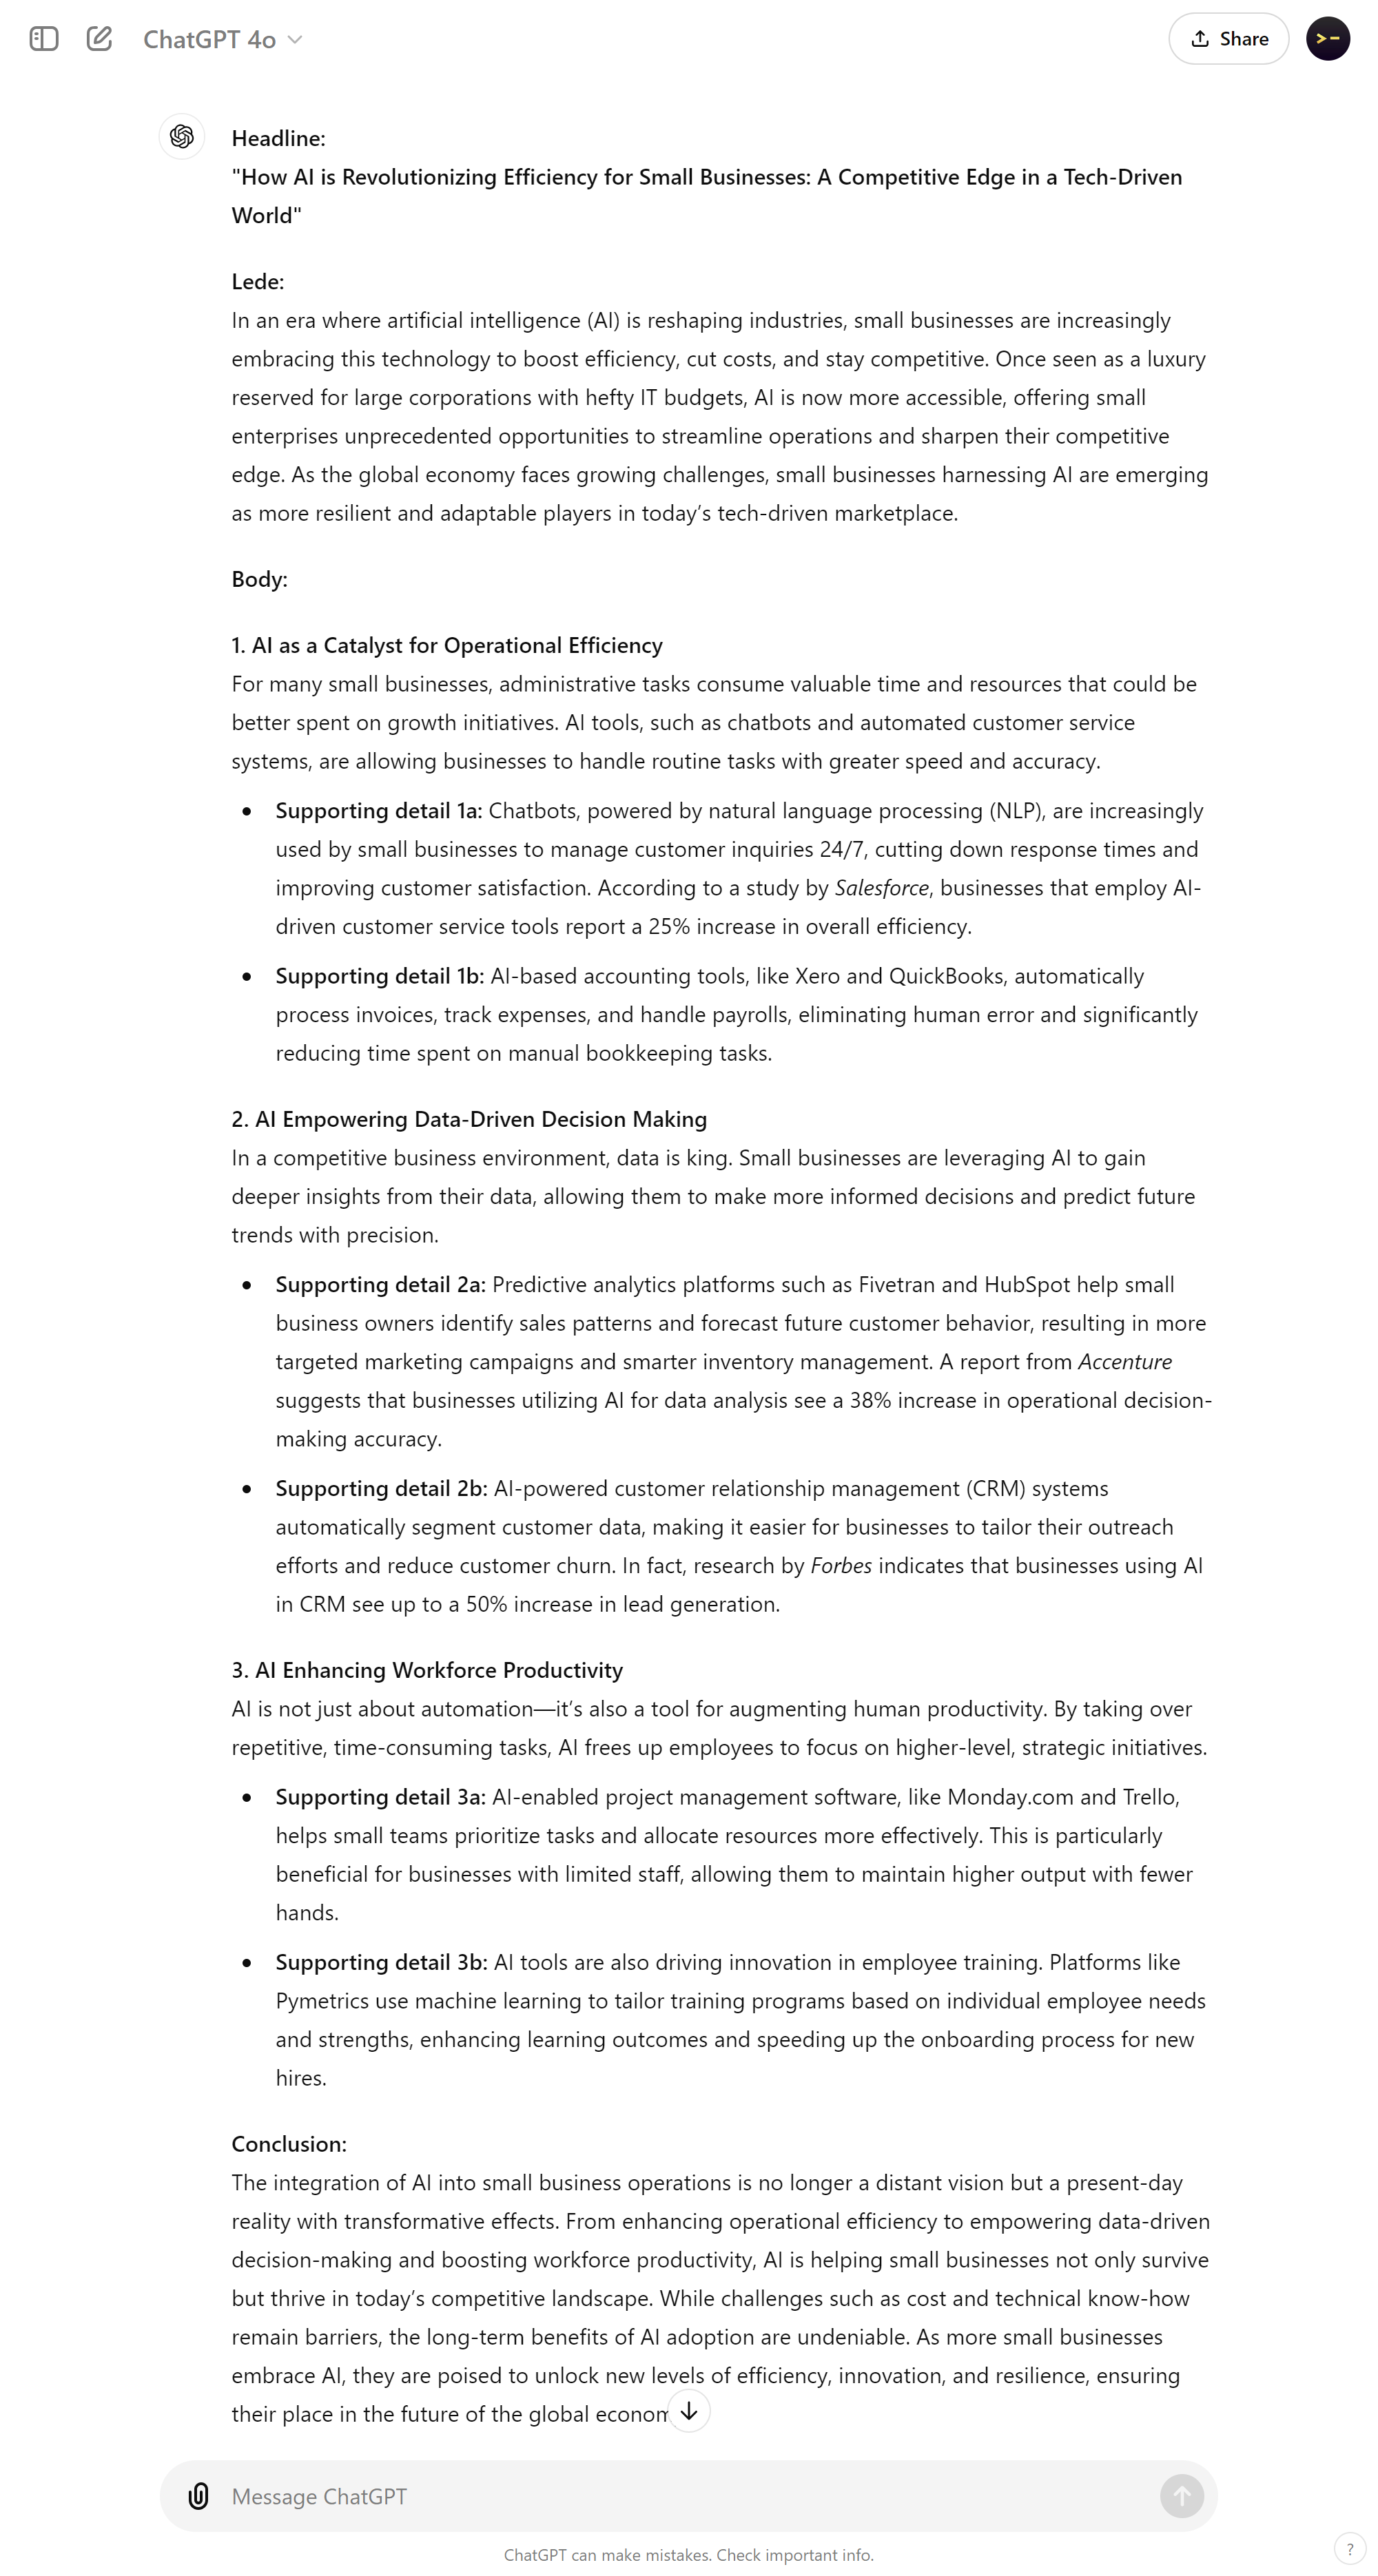 ChatGPT 4o
Share
Headline:
"How AI is Revolutionizing Efficiency for Small Businesses: A Competitive Edge in a Tech-Driven
World"
Lede:
In an era where artificial intelligence (AI) is reshaping industries, small businesses are increasingly
embracing this technology to boost efficiency, cut costs, and stay competitive. Once seen as a luxury
reserved for large corporations with hefty IT budgets, AI is now more accessible, offering small
enterprises unprecedented opportunities to streamline operations and sharpen their competitive
edge. As the global economy faces growing challenges, small businesses harnessing AI are emerging
as more resilient and adaptable players in today’s tech-driven marketplace.
Body:
1. AI as a Catalyst for Operational Efficiency
For many small businesses, administrative tasks consume valuable time and resources that could be
better spent on growth initiatives. AI tools, such as chatbots and automated customer service
systems, are allowing businesses to handle routine tasks with greater speed and accuracy.
• Supporting detail 1a: Chatbots, powered by natural language processing (NLP), are increasingly
used by small businesses to manage customer inquiries 24/7, cutting down response times and
improving customer satisfaction. According to a study by Salesforce, businesses that employ AI-
driven customer service tools report a 25% increase in overall efficiency.
• Supporting detail 1b: AI-based accounting tools, like Xero and QuickBooks, automatically
process invoices, track expenses, and handle payrolls, eliminating human error and significantly
reducing time spent on manual bookkeeping tasks.
2. AI Empowering Data-Driven Decision Making
In a competitive business environment, data is king. Small businesses are leveraging AI to gain
deeper insights from their data, allowing them to make more informed decisions and predict future
trends with precision.
• Supporting detail 2a: Predictive analytics platforms such as Fivetran and HubSpot help small
business owners identify sales patterns and forecast future customer behavior, resulting in more
targeted marketing campaigns and smarter inventory management. A report from Accenture
suggests that businesses utilizing AI for data analysis see a 38% increase in operational decision-
making accuracy.
• Supporting detail 2b: AI-powered customer relationship management (CRM) systems
automatically segment customer data, making it easier for businesses to tailor their outreach
efforts and reduce customer churn. In fact, research by Forbes indicates that businesses using AI
in CRM see up to a 50% increase in lead generation.
3. AI Enhancing Workforce Productivity
AI is not just about automation—it’s also a tool for augmenting human productivity. By taking over
repetitive, time-consuming tasks, AI frees up employees to focus on higher-level, strategic initiatives.
• Supporting detail 3a: AI-enabled project management software, like Monday.com and Trello,
helps small teams prioritize tasks and allocate resources more effectively. This is particularly
beneficial for businesses with limited staff, allowing them to maintain higher output with fewer
hands.
• Supporting detail 3b: AI tools are also driving innovation in employee training. Platforms like
Pymetrics use machine learning to tailor training programs based on individual employee needs
and strengths, enhancing learning outcomes and speeding up the onboarding process for new
hires.
Conclusion:
The integration of AI into small business operations is no longer a distant vision but a present-day
reality with transformative effects. From enhancing operational efficiency to empowering data-driven
decision-making and boosting workforce productivity, AI is helping small businesses not only survive
but thrive in today’s competitive landscape. While challenges such as cost and technical know-how
remain barriers, the long-term benefits of AI adoption are undeniable. As more small businesses
embrace AI, they are poised to unlock new levels of efficiency, innovation, and resilience, ensuring
their place in the future of the global econom
Message ChatGPT
ChatGPT can make mistakes. Check important info.
?